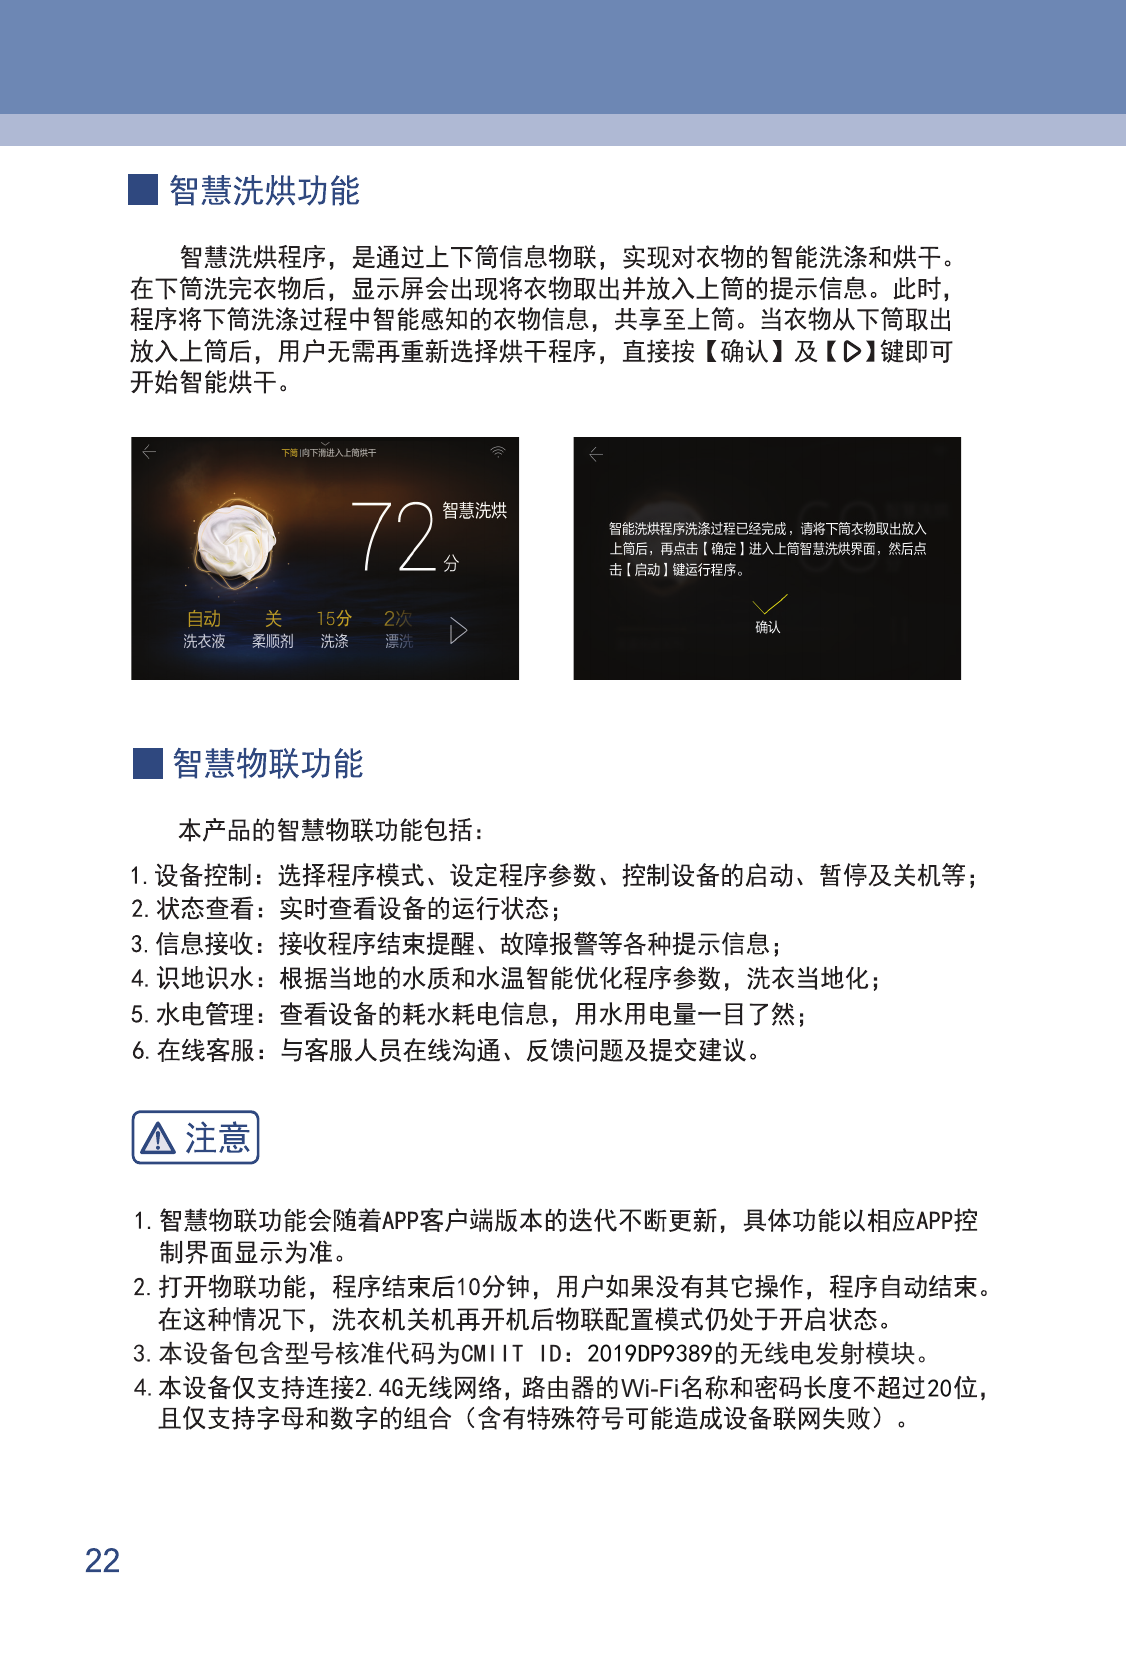 智慧洗烘功能
智慧洗烘程序，是通过上下筒信息物联，实现对衣物的智能洗涤和烘干。
在下筒洗完衣物后，显示屏会出现将衣物取出并放入上筒的提示信息。此时，
程序将下筒洗涤过程中智能感知的衣物信息，共享至上筒。当衣物从下筒取出
放入上筒后，用户无需再重新选择烘干程序，直接按【确认】及【▷】键即可
开始智能烘干。
下筒|向下滑进入上筒烘干
72
智慧洗烘
分
自动 关 15分 2次
洗衣液 柔顺剂 洗涤 漂洗
智能洗烘程序洗涤过程已经完成，请将下筒衣物取出放入
上筒后，再点击【确定】进入上筒智慧洗烘界面，然后点
击【启动】键运行程序。
确认
智慧物联功能
本产品的智慧物联功能包括：
1. 设备控制：选择程序模式、设定程序参数、控制设备的启动、暂停及关机等；
2. 状态查看：实时查看设备的运行状态；
3. 信息接收：接收程序结束提醒、故障报警等各种提示信息；
4. 识地识水：根据当地的水质和水温智能优化程序参数，洗衣当地化；
5. 水电管理：查看设备的耗水耗电信息，用水用电量一目了然；
6. 在线客服：与客服人员在线沟通、反馈问题及提交建议。
注意
1. 智慧物联功能会随着APP客户端版本的迭代不断更新，具体功能以相应APP控
制界面显示为准。
2. 打开物联功能，程序结束后10分钟，用户如果没有其它操作，程序自动结束。
在这种情况下，洗衣机关机再开机后物联配置模式仍处于开启状态。
3. 本设备包含型号核准代码为CMIIT ID：2019DP9389的无线电发射模块。
4. 本设备仅支持连接2.4G无线网络，路由器的Wi-Fi名称和密码长度不超过20位，
且仅支持字母和数字的组合（含有特殊符号可能造成设备联网失败）。
22